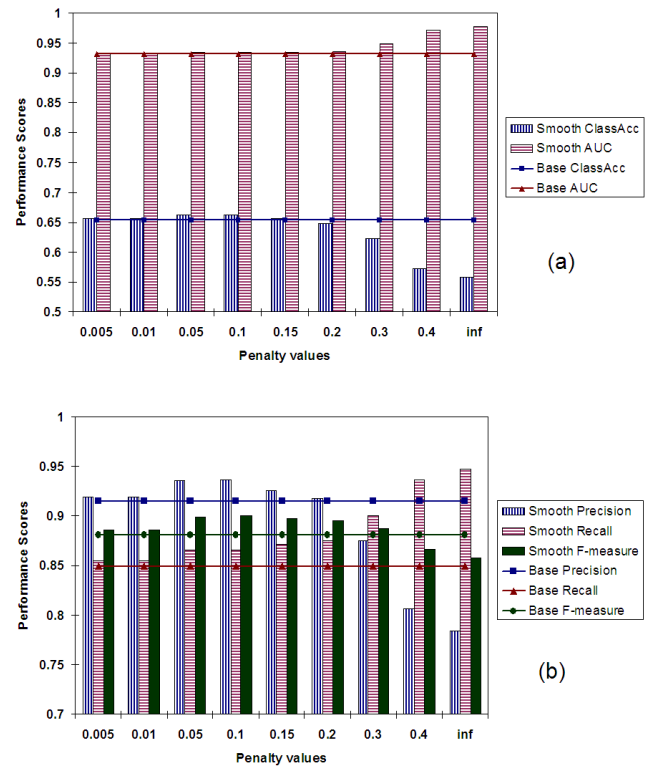 1
0.95
0.9
0.85
0.8
0.75
0.7
0.65
0.6
0.55
0.5
Performance Scores
0.005 0.01 0.05 0.1 0.15 0.2 0.3 0.4 inf
Penalty values
Smooth ClassAcc
Smooth AUC
Base ClassAcc
Base AUC
(a)
1
0.95
0.9
0.85
0.8
0.75
0.7
Performance Scores
0.005 0.01 0.05 0.1 0.15 0.2 0.3 0.4 inf
Penalty values
Smooth Precision
Smooth Recall
Smooth F-measure
Base Precision
Base Recall
Base F-measure
(b)